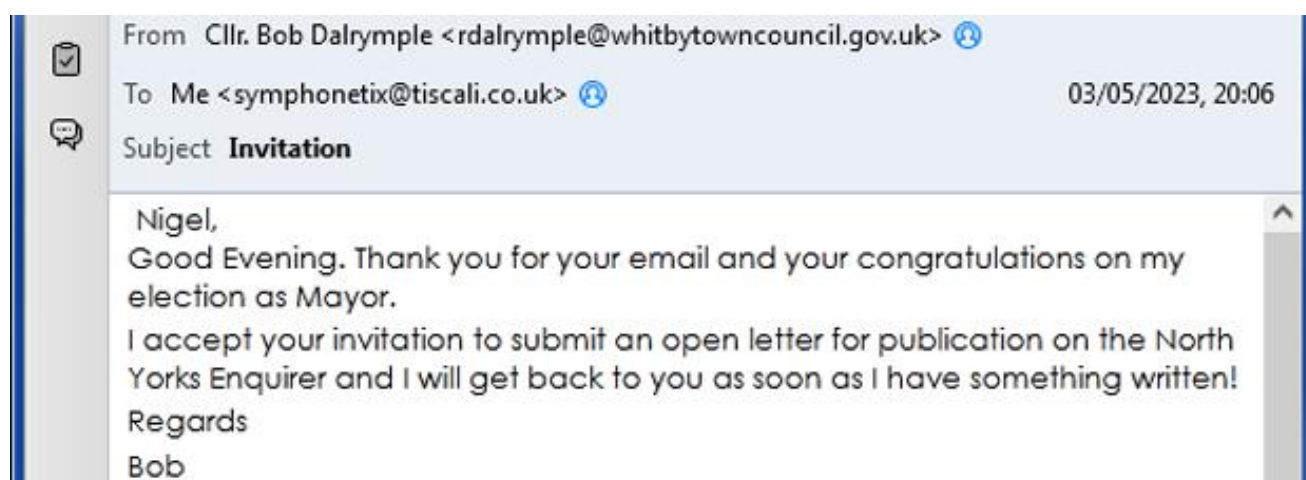 From Cllr. Bob Dalrymple <rdalrymple@whitbytowncouncil.gov.uk>
To Me <symphonetix@tiscali.co.uk> 03/05/2023, 20:06
Subject Invitation
Nigel,
Good Evening. Thank you for your email and your congratulations on my
election as Mayor.
I accept your invitation to submit an open letter for publication on the North
Yorks Enquirer and I will get back to you as soon as I have something written!
Regards
Bob